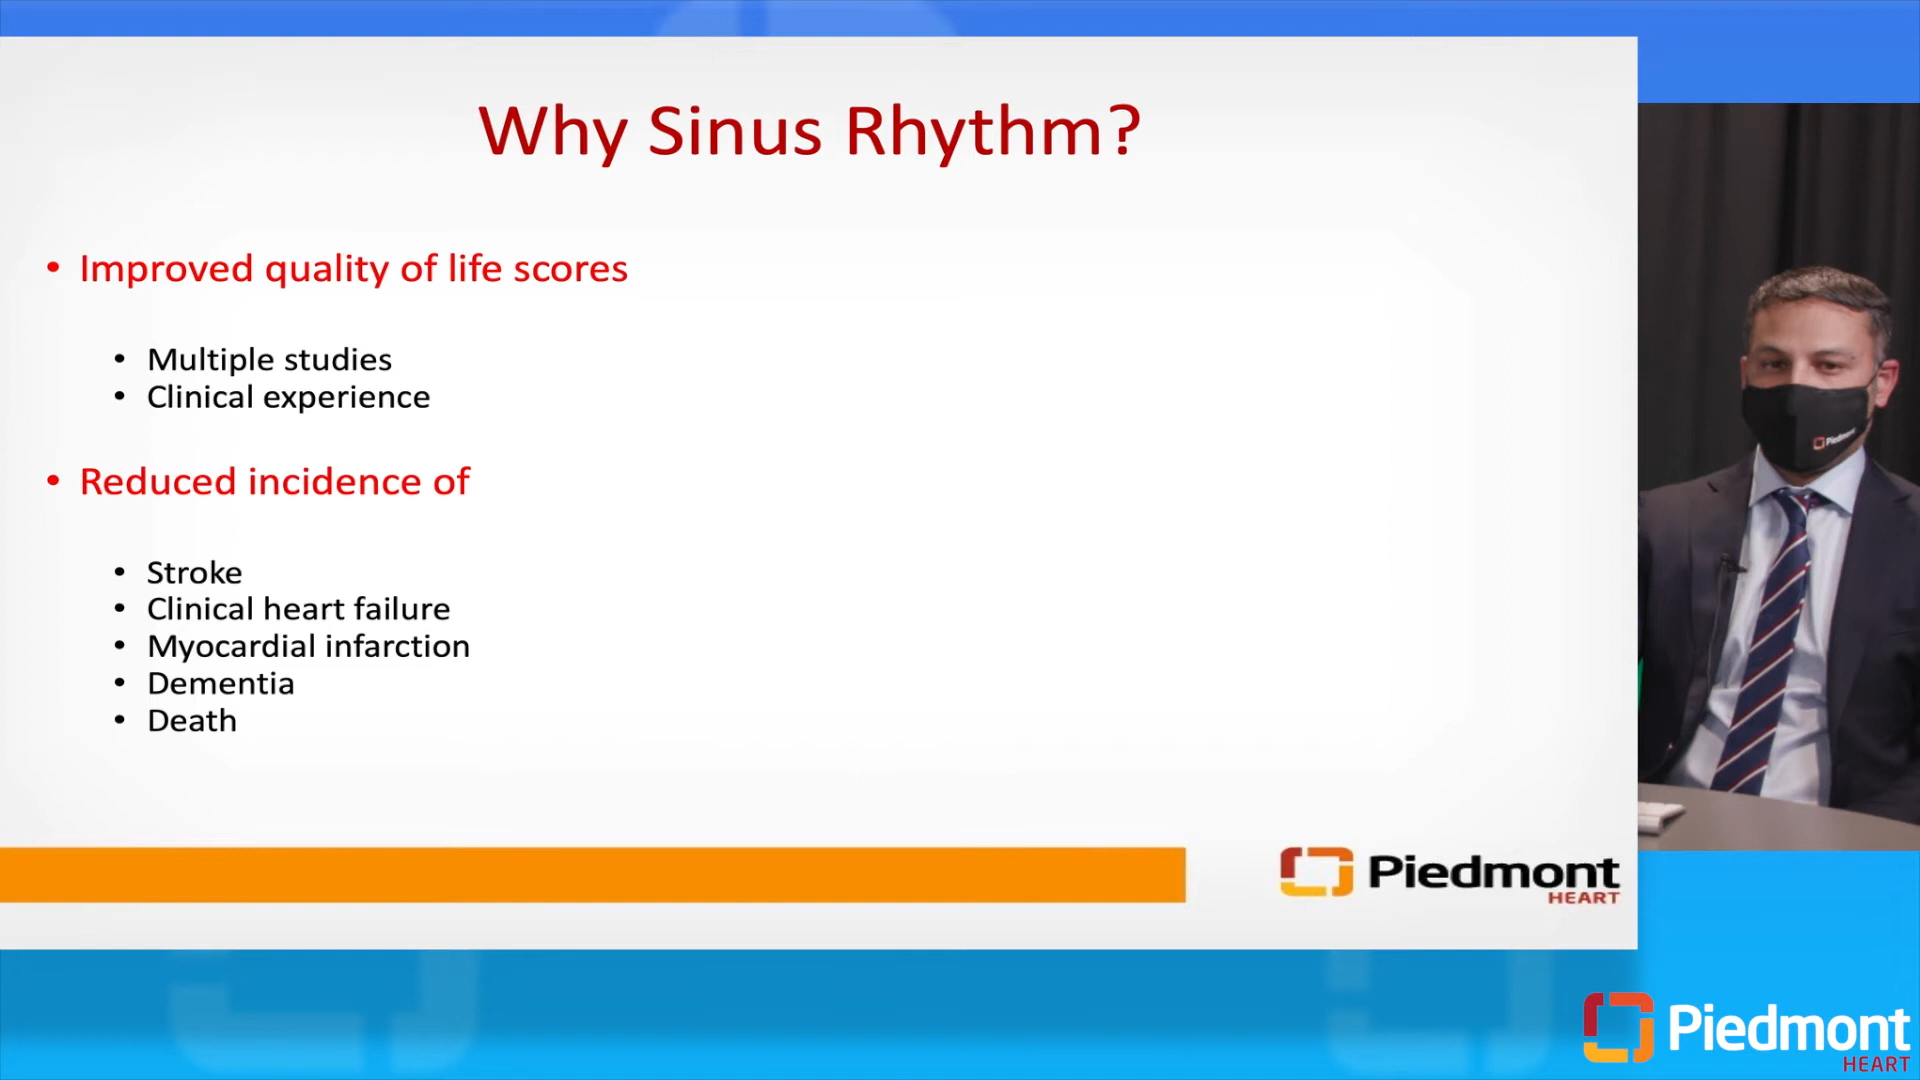 Why Sinus Rhythm?
• Improved quality of life scores
• Multiple studies
• Clinical experience
• Reduced incidence of
• Stroke
• Clinical heart failure
• Myocardial infarction
• Dementia
• Death
Piedmont
HEART
Piedmont
Piedmont
HEART